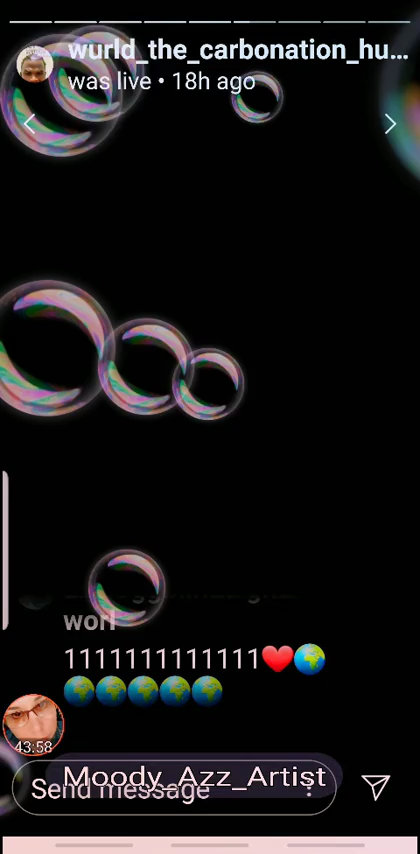 wurld_the_carbonation_hu...
was live • 18h ago
worl
1111111111111❤️🌍
🌍🌍🌍🌍🌍
43:58
Moody_Azz_Artist
Send message